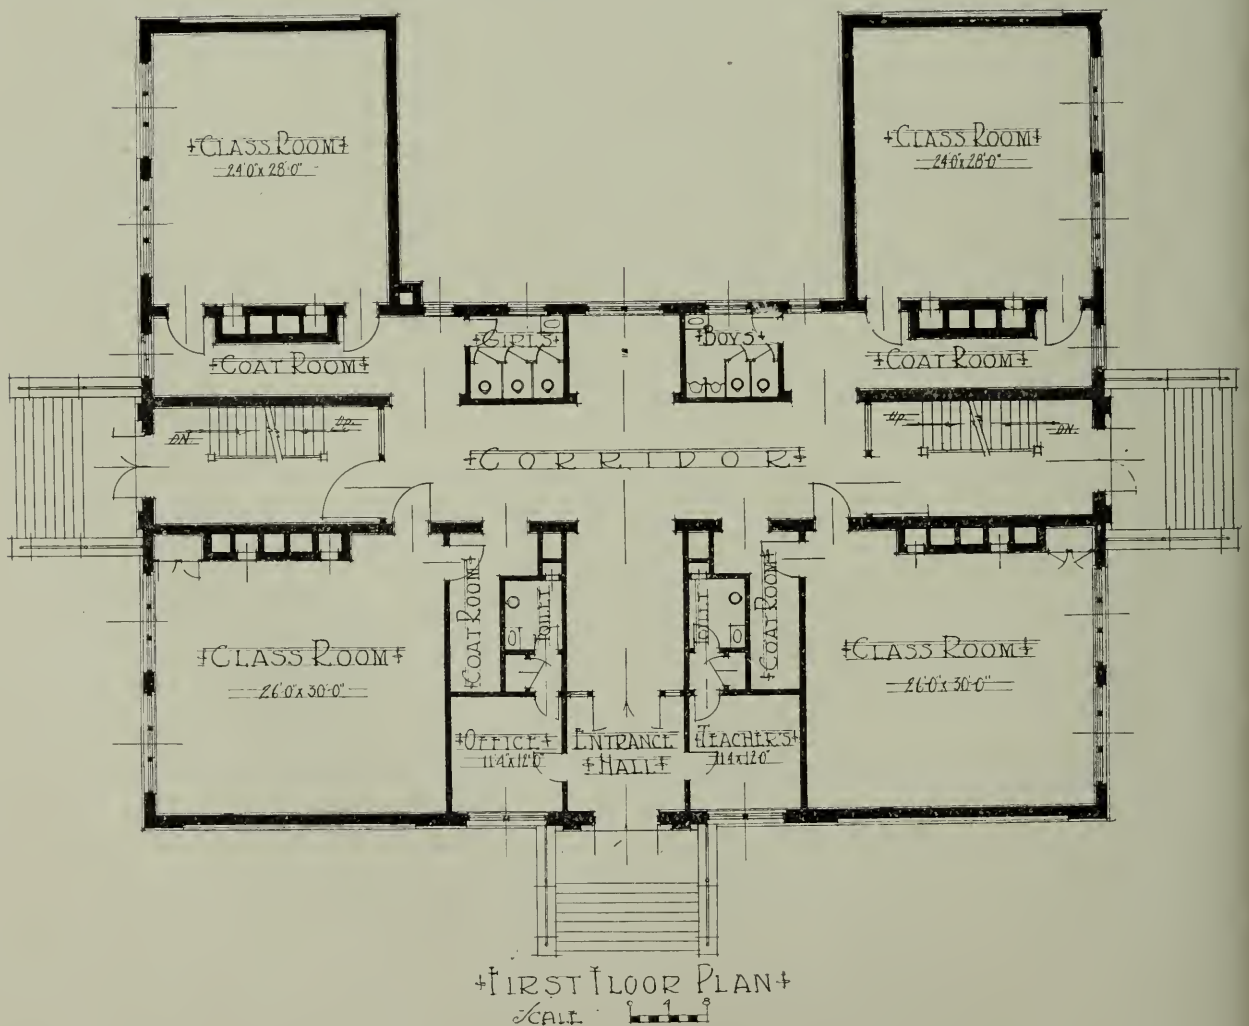 CLASS ROOM
24'0" x 28'-0"
CLASS ROOM
24'0" x 28'-0"
GIRLS
BOYS
COAT ROOM
COAT ROOM
DN
UP
UP
DN
CORRIDOR
COAT ROOM
TOILET
TOILET
COAT ROOM
CLASS ROOM
26'0" x 30'-0"
CLASS ROOM
26'0" x 30'-0"
OFFICE
11'4" x 12'0"
ENTRANCE
HALL
TEACHER'S
11'4" x 12'0"
FIRST FLOOR PLAN
SCALE 0 4 8